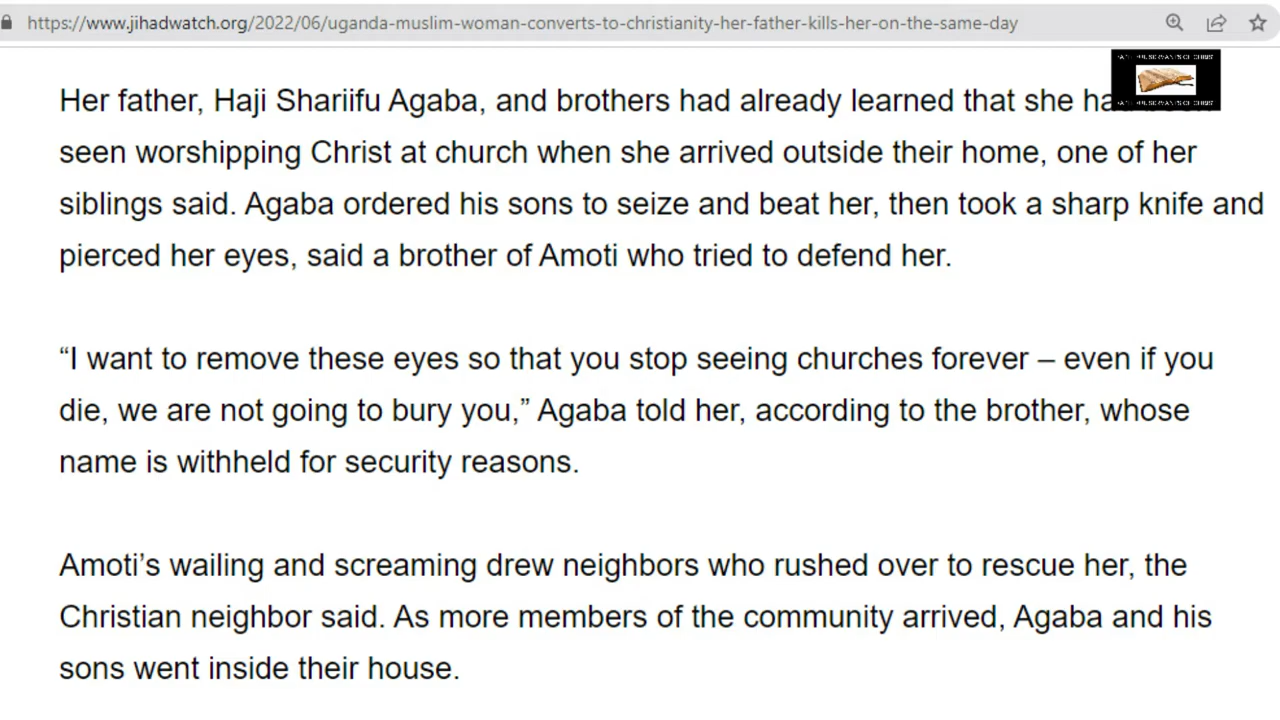 https://www.jihadwatch.org/2022/06/uganda-muslim-woman-converts-to-christianity-her-father-kills-her-on-the-same-day
Her father, Haji Shariifu Agaba, and brothers had already learned that she
seen worshipping Christ at church when she arrived outside their home, one of her
siblings said. Agaba ordered his sons to seize and beat her, then took a sharp knife and
pierced her eyes, said a brother of Amoti who tried to defend her.
“I want to remove these eyes so that you stop seeing churches forever – even if you
die, we are not going to bury you,” Agaba told her, according to the brother, whose
name is withheld for security reasons.
Amoti’s wailing and screaming drew neighbors who rushed over to rescue her, the
Christian neighbor said. As more members of the community arrived, Agaba and his
sons went inside their house.